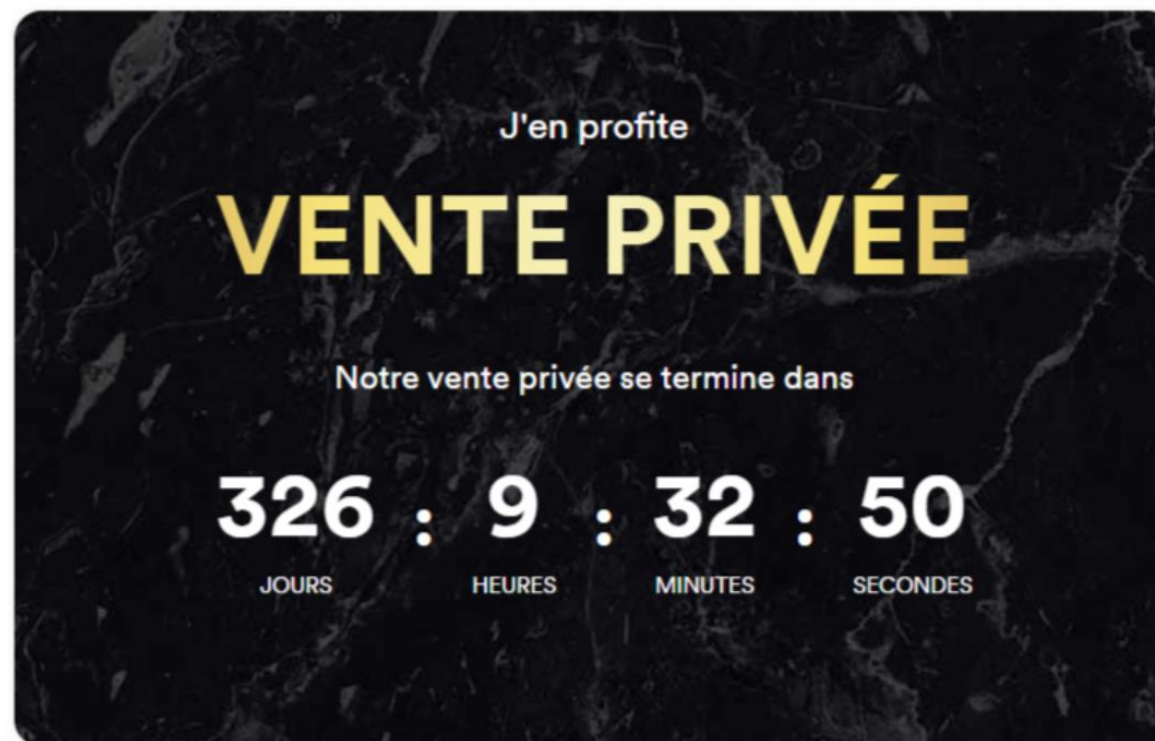 J'en profite
VENTE PRIVÉE
Notre vente privée se termine dans
326 : 9 : 32 : 50
JOURS HEURES MINUTES SECONDES